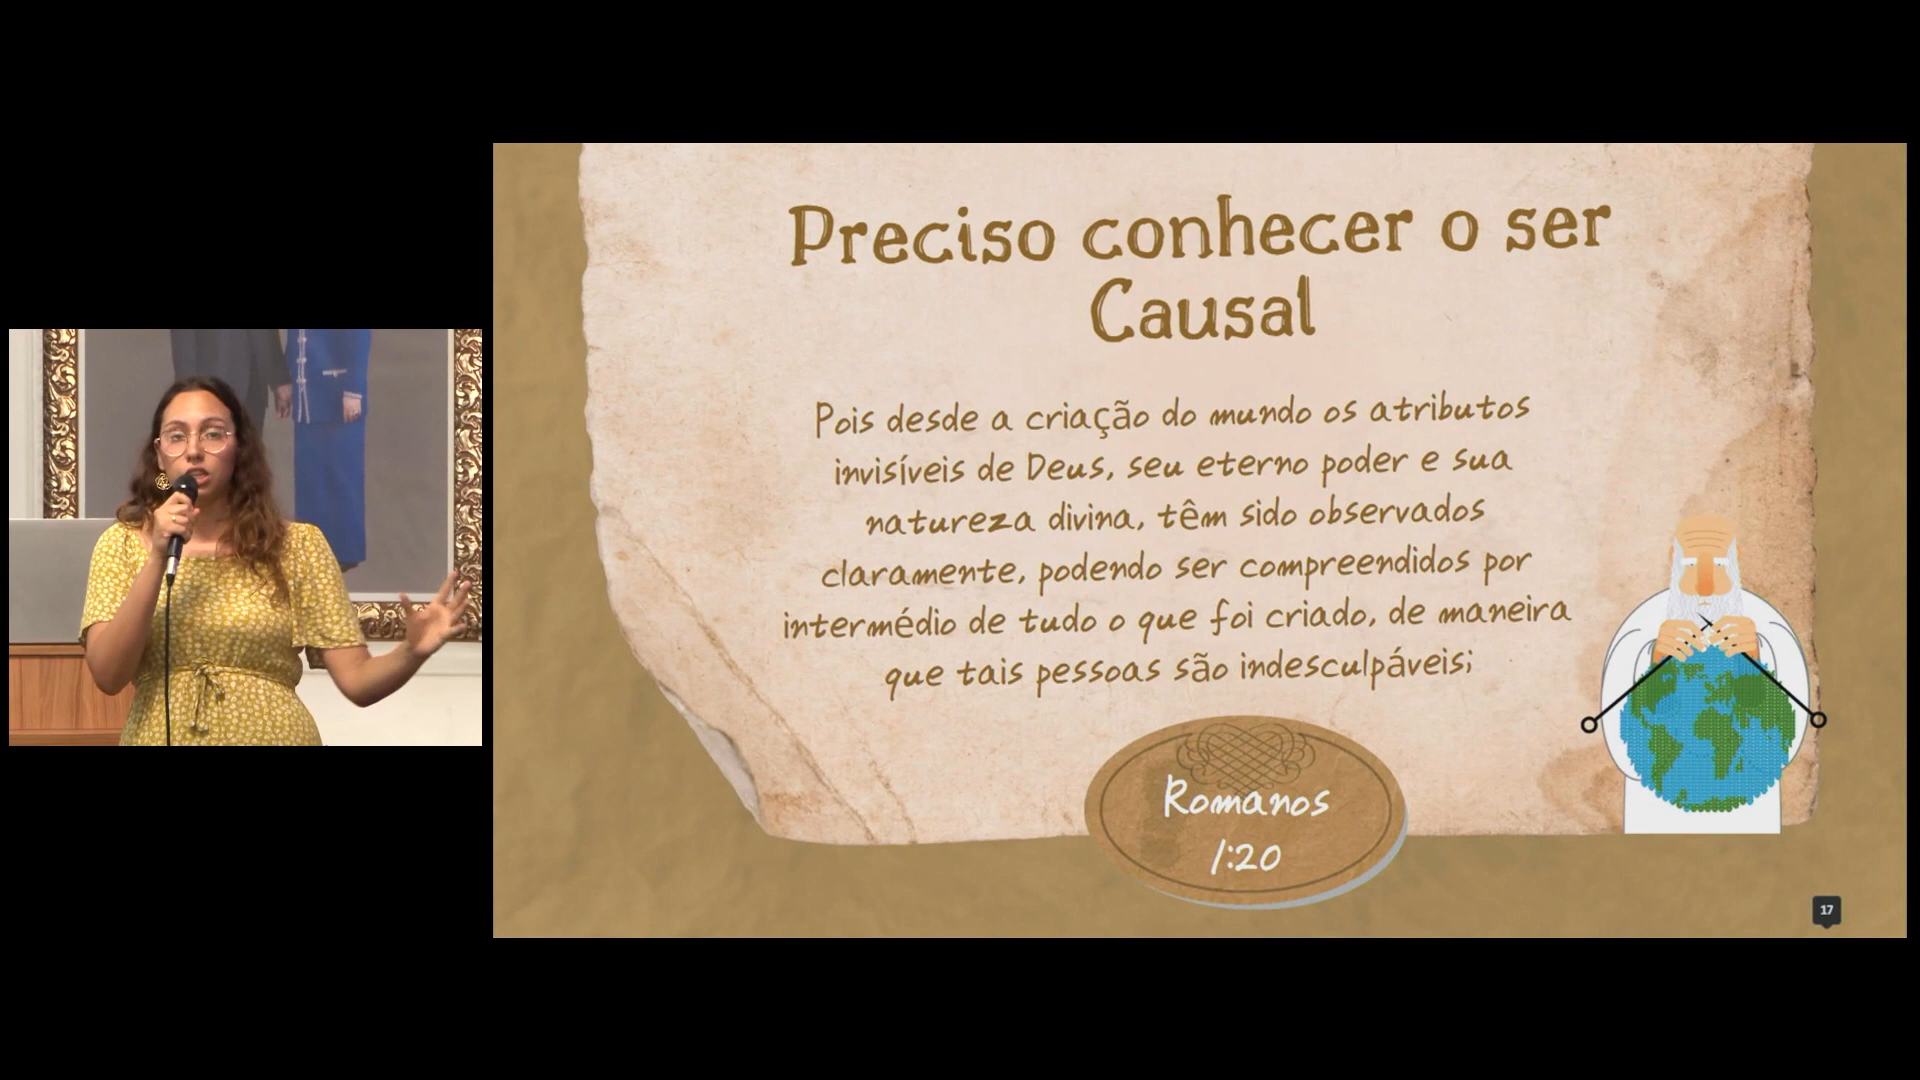 Preciso conhecer o ser
Causal
Pois desde a criação do mundo os atributos
invisíveis de Deus, seu eterno poder e sua
natureza divina, têm sido observados
claramente, podendo ser compreendidos por
intermédio de tudo o que foi criado, de maneira
que tais pessoas são indesculpáveis;
Romanos
1:20
17